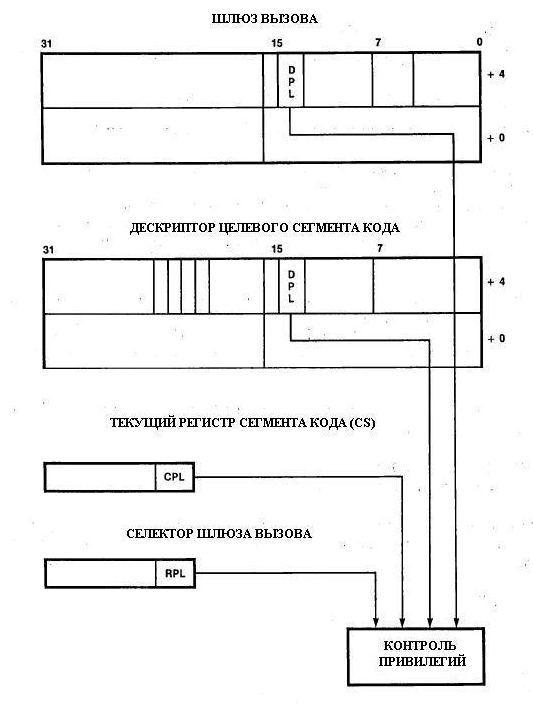 ШЛЮЗ ВЫЗОВА
31 15 7 0
D
P
L
+ 4
+ 0
ДЕСКРИПТОР ЦЕЛЕВОГО СЕГМЕНТА КОДА
31 15 7
D
P
L
+ 4
+ 0
ТЕКУЩИЙ РЕГИСТР СЕГМЕНТА КОДА (CS)
CPL
СЕЛЕКТОР ШЛЮЗА ВЫЗОВА
RPL
КОНТРОЛЬ
ПРИВИЛЕГИЙ